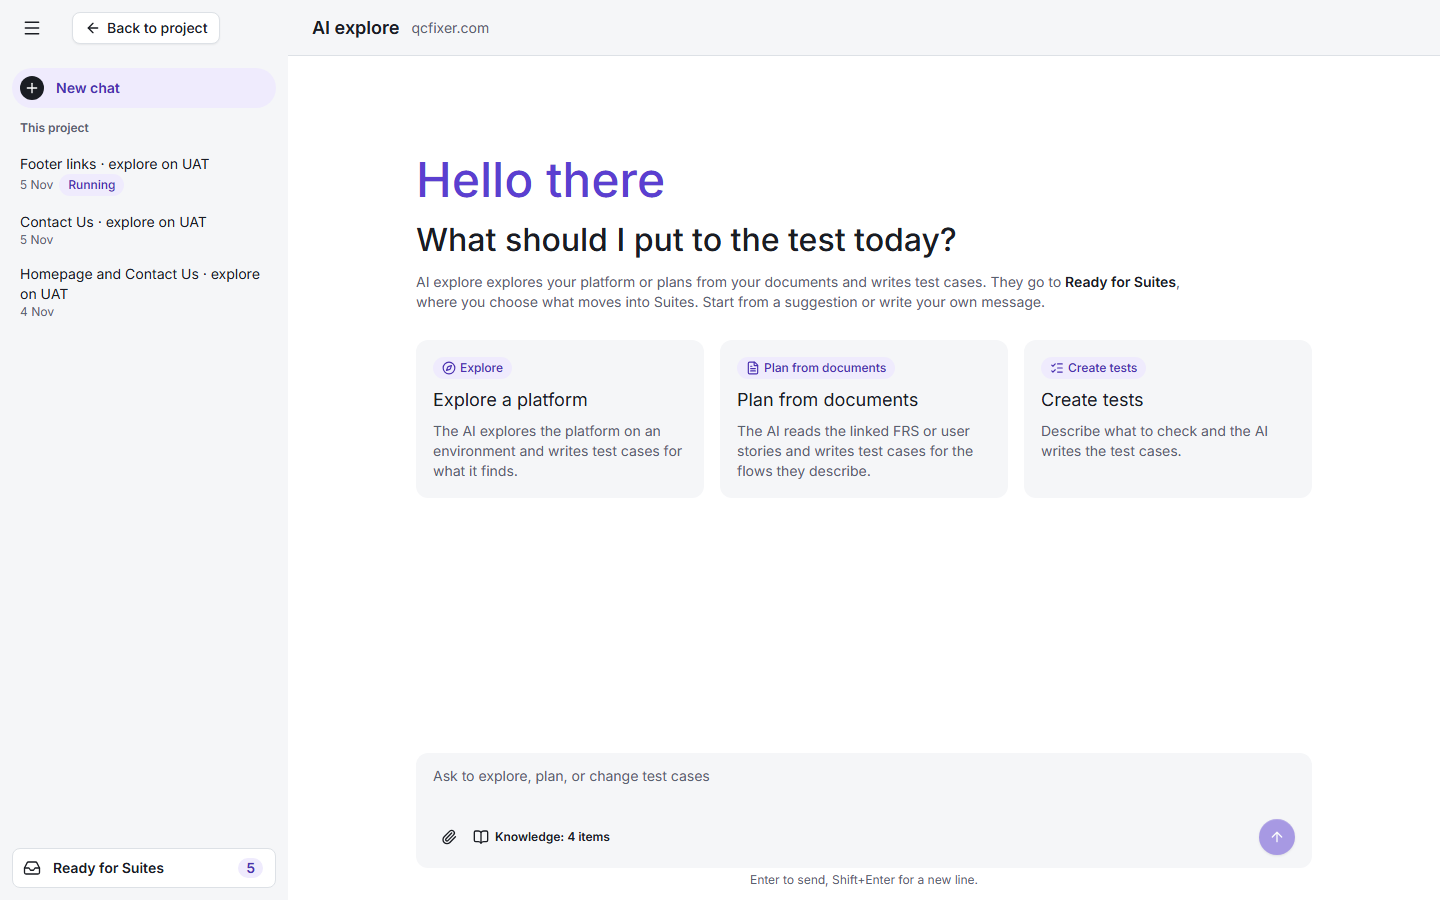 Back to project
AI explore qcfixer.com
New chat
This project
Footer links · explore on UAT
5 Nov Running
Contact Us · explore on UAT
5 Nov
Homepage and Contact Us · explore
on UAT
4 Nov
Ready for Suites 5
Hello there
What should I put to the test today?
AI explore explores your platform or plans from your documents and writes test cases. They go to Ready for Suites,
where you choose what moves into Suites. Start from a suggestion or write your own message.
Explore
Explore a platform
The AI explores the platform on an
environment and writes test cases for
what it finds.
Plan from documents
Plan from documents
The AI reads the linked FRS or user
stories and writes test cases for the
flows they describe.
Create tests
Create tests
Describe what to check and the AI
writes the test cases.
Ask to explore, plan, or change test cases
Knowledge: 4 items
Enter to send, Shift+Enter for a new line.